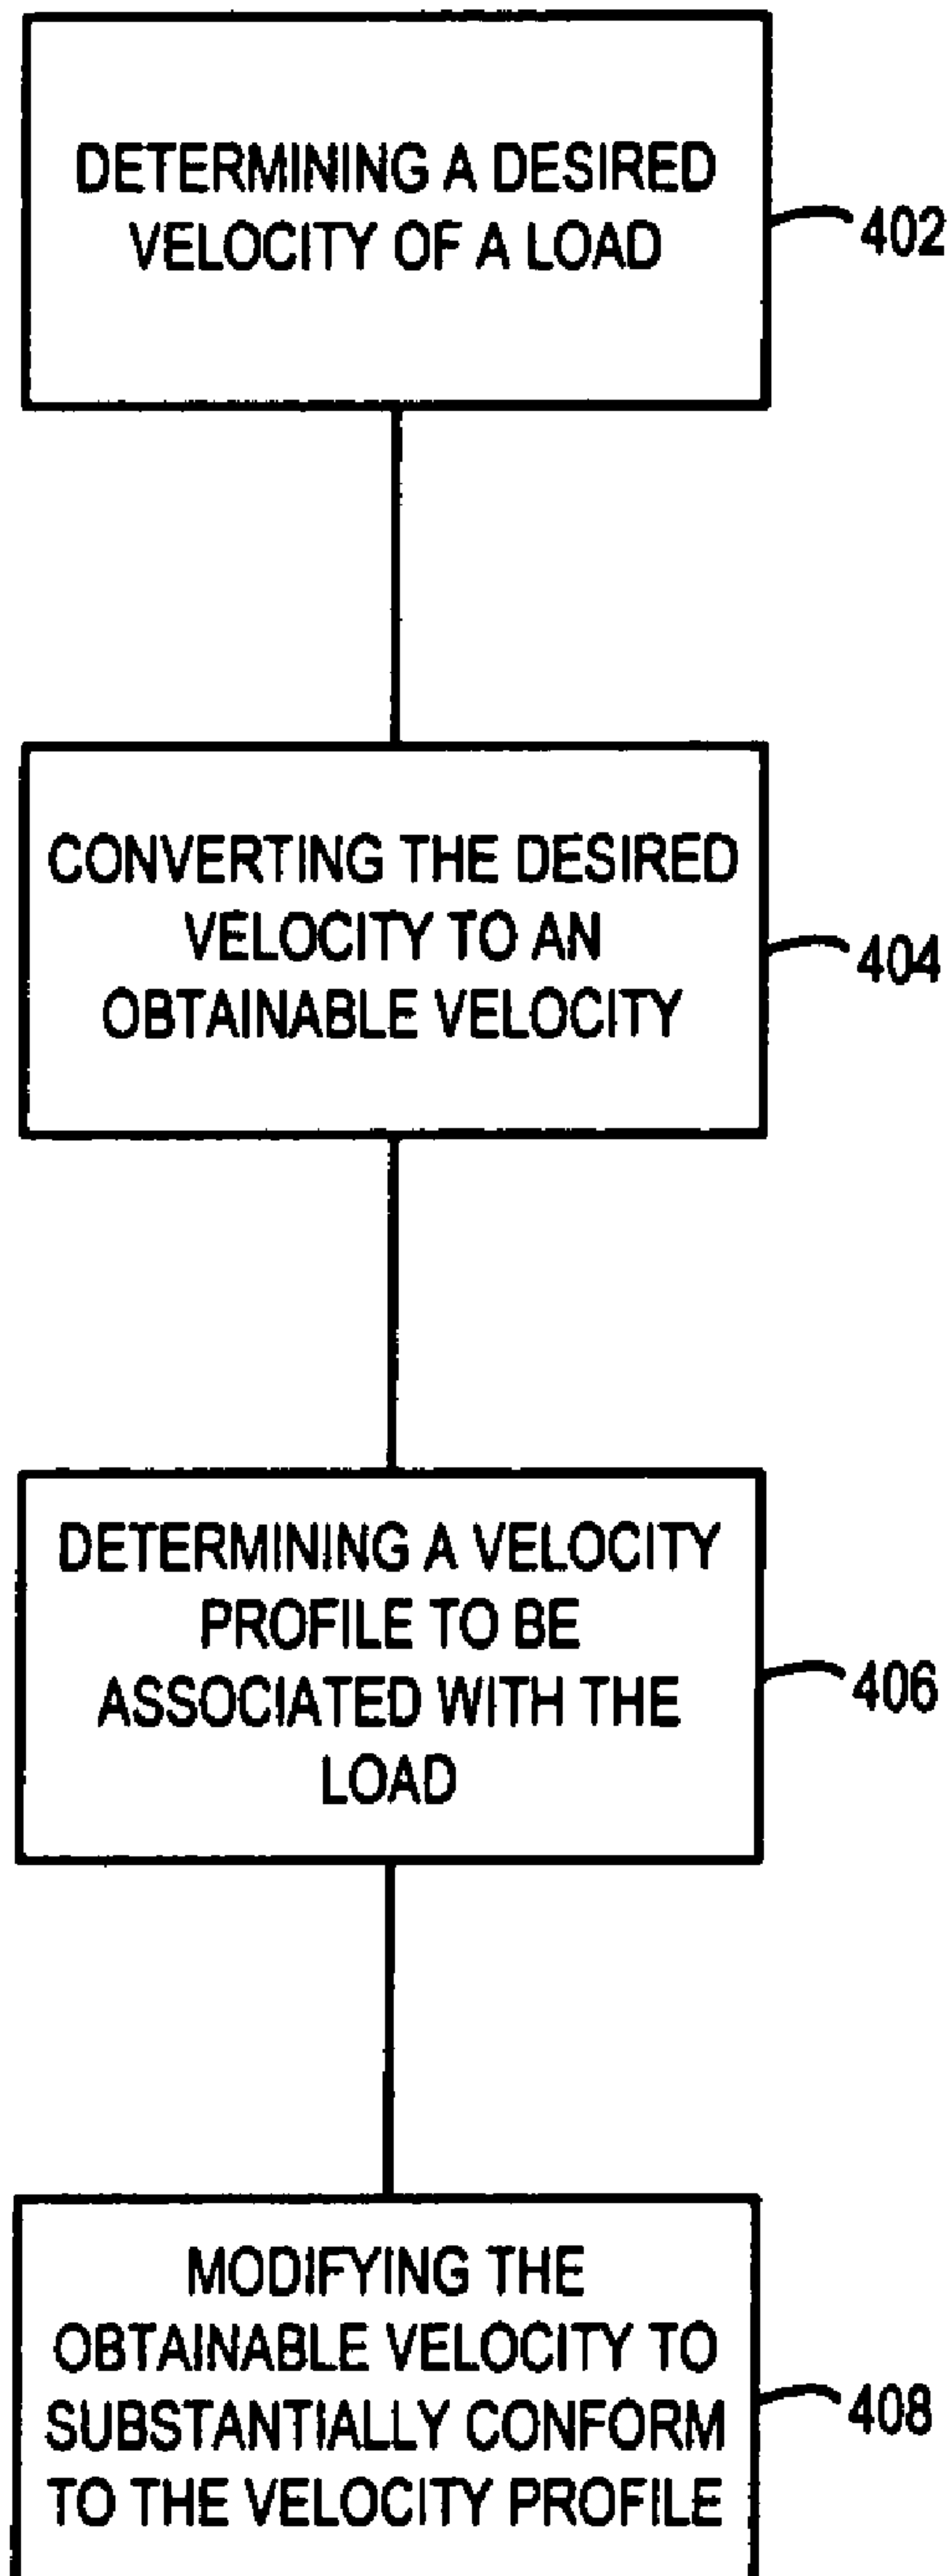 DETERMINING A DESIRED
VELOCITY OF A LOAD
402
CONVERTING THE DESIRED
VELOCITY TO AN
OBTAINABLE VELOCITY
404
DETERMINING A VELOCITY
PROFILE TO BE
ASSOCIATED WITH THE
LOAD
406
MODIFYING THE
OBTAINABLE VELOCITY TO
SUBSTANTIALLY CONFORM
TO THE VELOCITY PROFILE
408